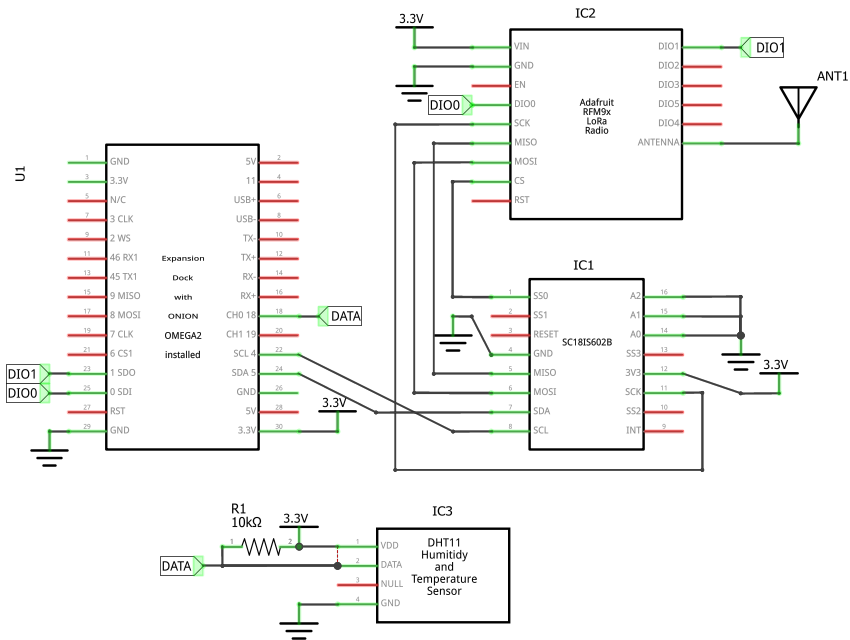 IC2
3.3V
VIN
GND
EN
DIO0
SCK
MISO
MOSI
CS
RST
DIO0
Adafruit
RFM9x
LoRa
Radio
DIO1
DIO2
DIO3
DIO5
DIO4
ANTENNA
DIO1
ANT1
U1
1 GND
3 3.3V
5 N/C
7 3 CLK
9 2 WS
11 46 RX1
13 45 TX1
15 9 MISO
17 8 MOSI
19 7 CLK
21 6 CS1
23 1 SDO
25 0 SDI
27 RST
29 GND
DIO1
DIO0
Expansion
Dock
with
ONION
OMEGA2
installed
5V 2
11 4
USB+ 6
USB- 8
TX- 10
TX+ 12
RX- 14
RX+ 16
CH0 18 18
CH1 19 20
SCL 4 22
SDA 5 24
GND 26
5V 28
3.3V 30
DATA
3.3V
IC1
1 SS0
2 SS1
3 RESET
4 GND
5 MISO
6 MOSI
7 SDA
8 SCL
SC18IS602B
A2 16
A1 15
A0 14
SS3 13
3V3 12
SCK 11
SS2 10
INT 9
3.3V
R1
10kΩ
1
2
3.3V
DATA
IC3
1 VDD
2 DATA
3 NULL
4 GND
DHT11
Humitidy
and
Temperature
Sensor